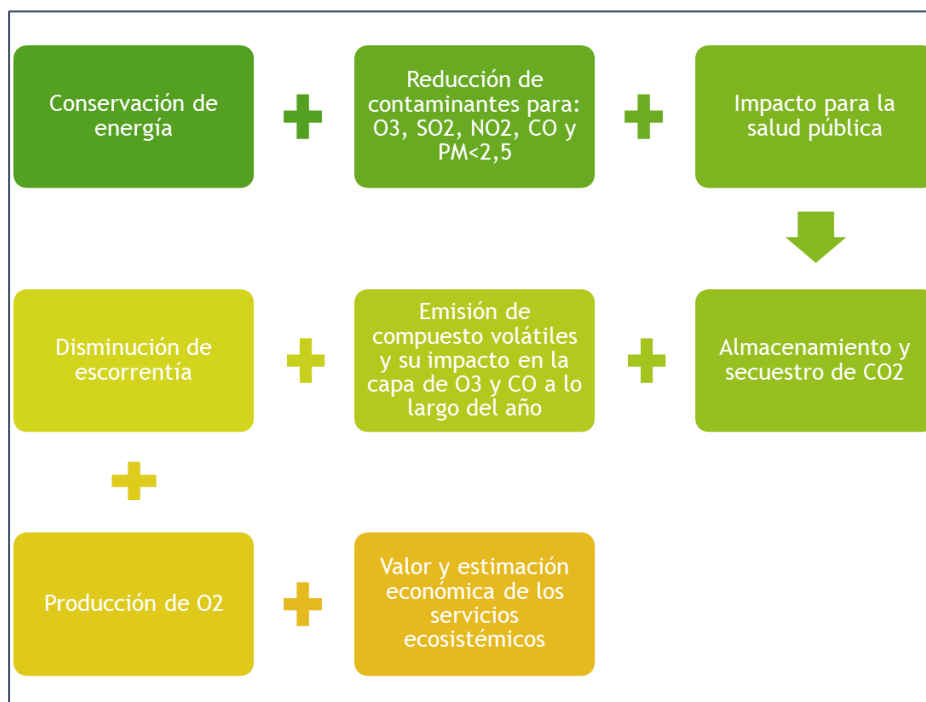 Conservación de
energía
Reducción de
contaminantes para:
O3, SO2, NO2, CO y
PM<2,5
Impacto para la
salud pública
Almacenamiento y
secuestro de CO2
Emisión de
compuesto volátiles
y su impacto en la
capa de O3 y CO a lo
largo del año
Disminución de
escorrentía
Producción de O2
Valor y estimación
económica de los
servicios
ecosistémicos